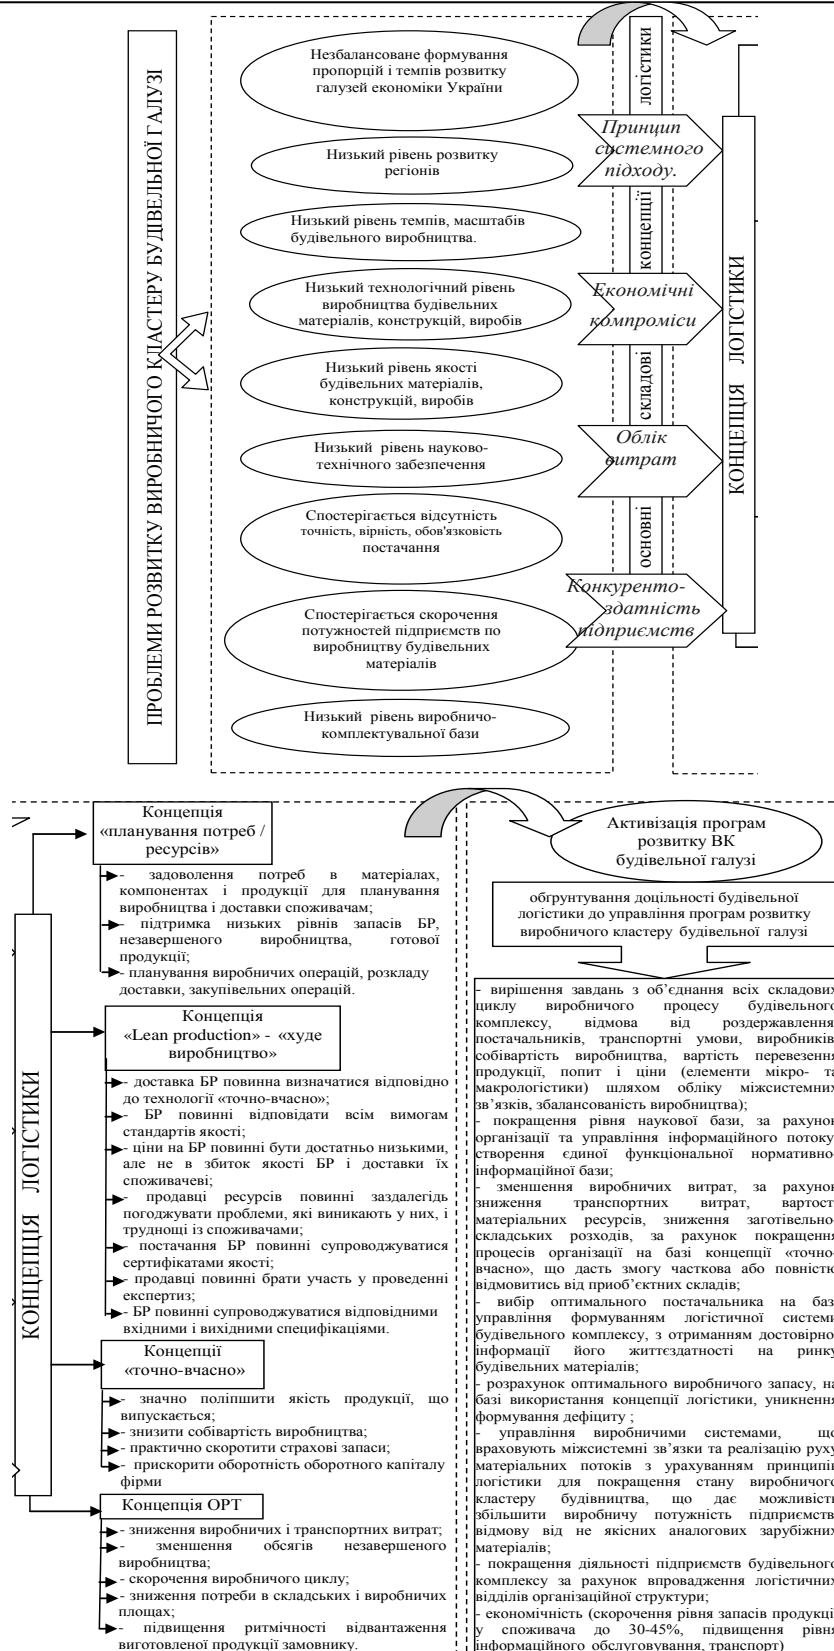 ПРОБЛЕМИ РОЗВИТКУ ВИРОБНИЧОГО КЛАСТЕРУ БУДІВЕЛЬНОЇ ГАЛУЗІ
Незбалансоване формування
пропорцій і темпів розвитку
галузей економіки України
Низький рівень розвитку
регіонів
Низький рівень темпів, масштабів
будівельного виробництва.
Низький технологічний рівень
виробництва будівельних
матеріалів, конструкцій, виробів
Низький рівень якості
будівельних матеріалів,
конструкцій, виробів
Низький рівень науково-
технічного забезпечення
Спостерігається відсутність
точність, вірність, обов'язковість
постачання
Спостерігається скорочення
потужностей підприємств по
виробництву будівельних
матеріалів
Низький рівень виробничо-
комплектувальної бази
основні складові концепції логістики
Принцип
системного
підходу.
Економічні
компроміси
Облік
витрат
Конкуренто-
здатність
підприємств
КОНЦЕПЦІЯ ЛОГІСТИКИ
КОНЦЕПЦІЯ ЛОГІСТИКИ
Концепція
«планування потреб /
ресурсів»
- задоволення потреб в матеріалах,
компонентах і продукції для планування
виробництва і доставки споживачам;
- підтримка низьких рівнів запасів БР,
незавершеного виробництва, готової
продукції;
- планування виробничих операцій, розкладу
доставки, закупівельних операцій.
Концепція
«Lean production» - «худе
виробництво»
- доставка БР повинна визначатися відповідно
до технології «точно-вчасно»;
- БР повинні відповідати всім вимогам
стандартів якості;
- ціни на БР повинні бути достатньо низькими,
але не в збиток якості БР і доставки їх
споживачеві;
- продавці ресурсів повинні заздалегідь
погоджувати проблеми, які виникають у них, і
труднощі із споживачами;
- постачання БР повинні супроводжуватися
сертифікатами якості;
- продавці повинні брати участь у проведенні
експертиз;
- БР повинні супроводжуватися відповідними
вхідними і вихідними специфікаціями.
Концепції
«точно-вчасно»
- значно поліпшити якість продукції, що
випускається;
- знизити собівартість виробництва;
- практично скоротити страхові запаси;
- прискорити оборотність оборотного капіталу
фірми
Концепція ОРТ
- зниження виробничих і транспортних витрат;
- зменшення обсягів незавершеного
виробництва;
- скорочення виробничого циклу;
- зниження потреби в складських і виробничих
площах;
- підвищення ритмічності відвантаження
виготовленої продукції замовнику.
Активізація програм
розвитку ВК
будівельної галузі
обґрунтування доцільності будівельної
логістики до управління програм розвитку
виробничого кластеру будівельної галузі
- вирішення завдань з об’єднання всіх складових
циклу виробничого процесу будівельного
комплексу, відмова від роздержавлення
постачальників, транспортні умови, виробників
собівартість виробництва, вартість перевезення
продукції, попит і ціни (елементи мікро- та
макрологістики) шляхом обліку міжсистемних
зв’язків, збалансованість виробництва);
- покращення рівня наукової бази, за рахунок
організації та управління інформаційного потоку
створення єдиної функціональної нормативно-
інформаційної бази;
- зменшення виробничих витрат, за рахунок
зниження транспортних витрат, вартост
матеріальних ресурсів, зниження заготівельно-
складських розходів, за рахунок покращення
процесів організації на базі концепції «точно-
вчасно», що дасть змогу часткова або повністю
відмовитись від приоб’єктних складів;
- вибір оптимального постачальника на баз
управління формуванням логістичної системи
будівельного комплексу, з отриманням достовірно
інформації його життєздатності на ринку
будівельних матеріалів;
- розрахунок оптимального виробничого запасу, на
базі використання концепції логістики, уникнення
формування дефіциту ;
- управління виробничими системами, що
враховують міжсистемні зв’язки та реалізацію руху
матеріальних потоків з урахуванням принципів
логістики для покращення стану виробничого
кластеру будівництва, що дає можливість
збільшити виробничу потужність підприємств
відмову від не якісних аналогових зарубіжних
матеріалів;
- покращення діяльності підприємств будівельного
комплексу за рахунок впровадження логістичних
відділів організаційної структури;
- економічність (скорочення рівня запасів продукції
у споживача до 30-45%, підвищення рівня
інформаційного обслуговування, транспорт)